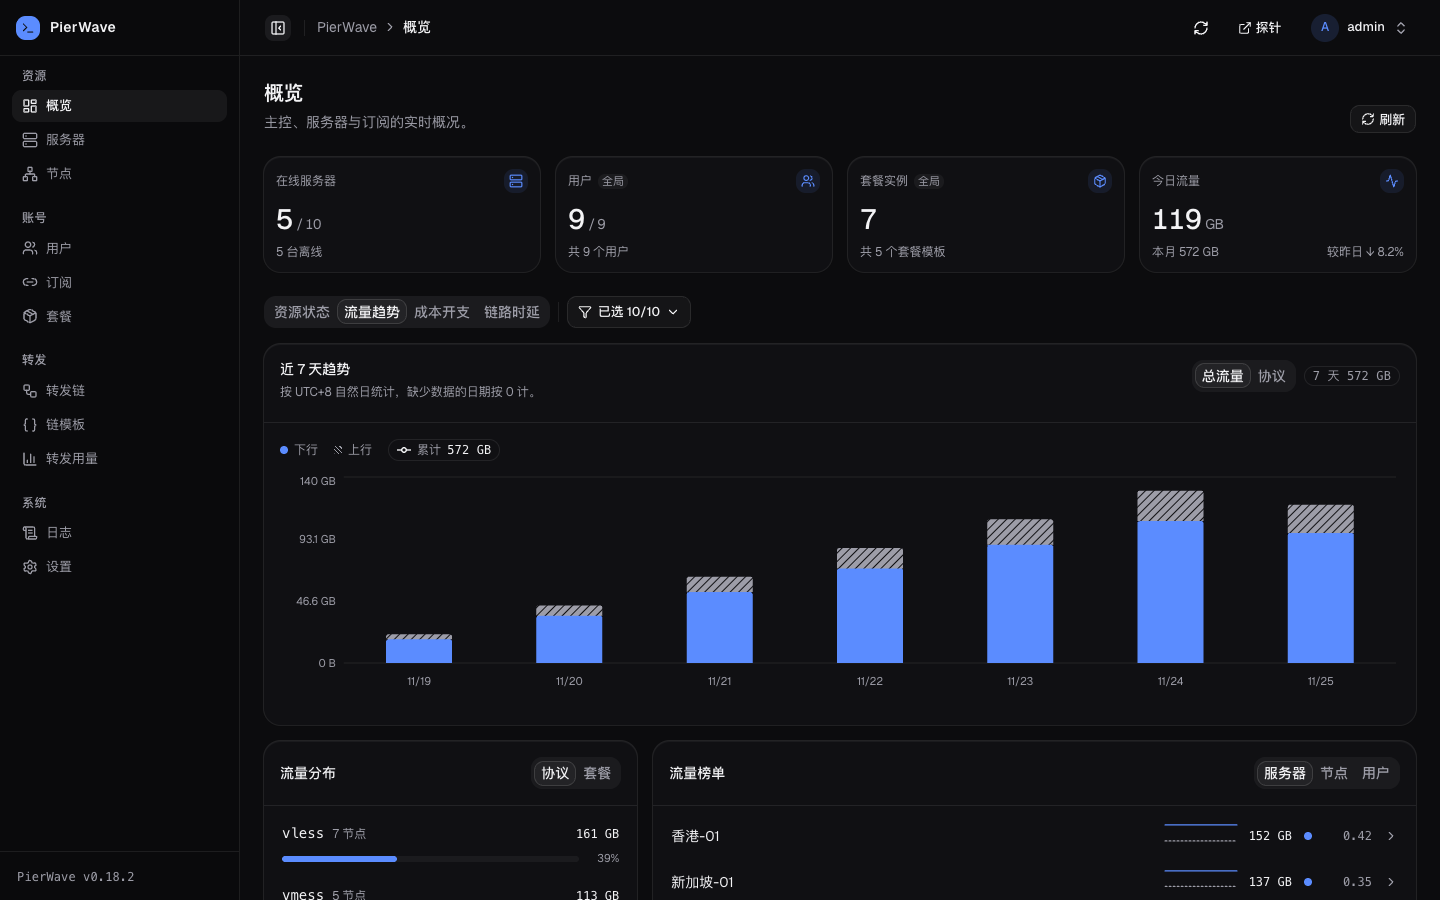 PierWave
PierWave > 概览
探针
A admin
资源
概览
服务器
节点
账号
用户
订阅
套餐
转发
转发链
链模板
转发用量
系统
日志
设置
PierWave v0.18.2
概览
主控、服务器与订阅的实时概况。
刷新
在线服务器
5 / 10
5 台离线
用户 全局
9 / 9
共 9 个用户
套餐实例 全局
7
共 5 个套餐模板
今日流量
119 GB
本月 572 GB 较昨日 ↓ 8.2%
资源状态 流量趋势 成本开支 链路时延 已选 10/10
近 7 天趋势
按 UTC+8 自然日统计，缺少数据的日期按 0 计。
总流量 协议 7 天 572 GB
下行 上行 累计 572 GB
140 GB
93.1 GB
46.6 GB
0 B
11/19 11/20 11/21 11/22 11/23 11/24 11/25
流量分布
协议 套餐
vless 7 节点 161 GB
39%
vmess 5 节点 113 GB
流量榜单
服务器 节点 用户
香港-01 152 GB 0.42
新加坡-01 137 GB 0.35